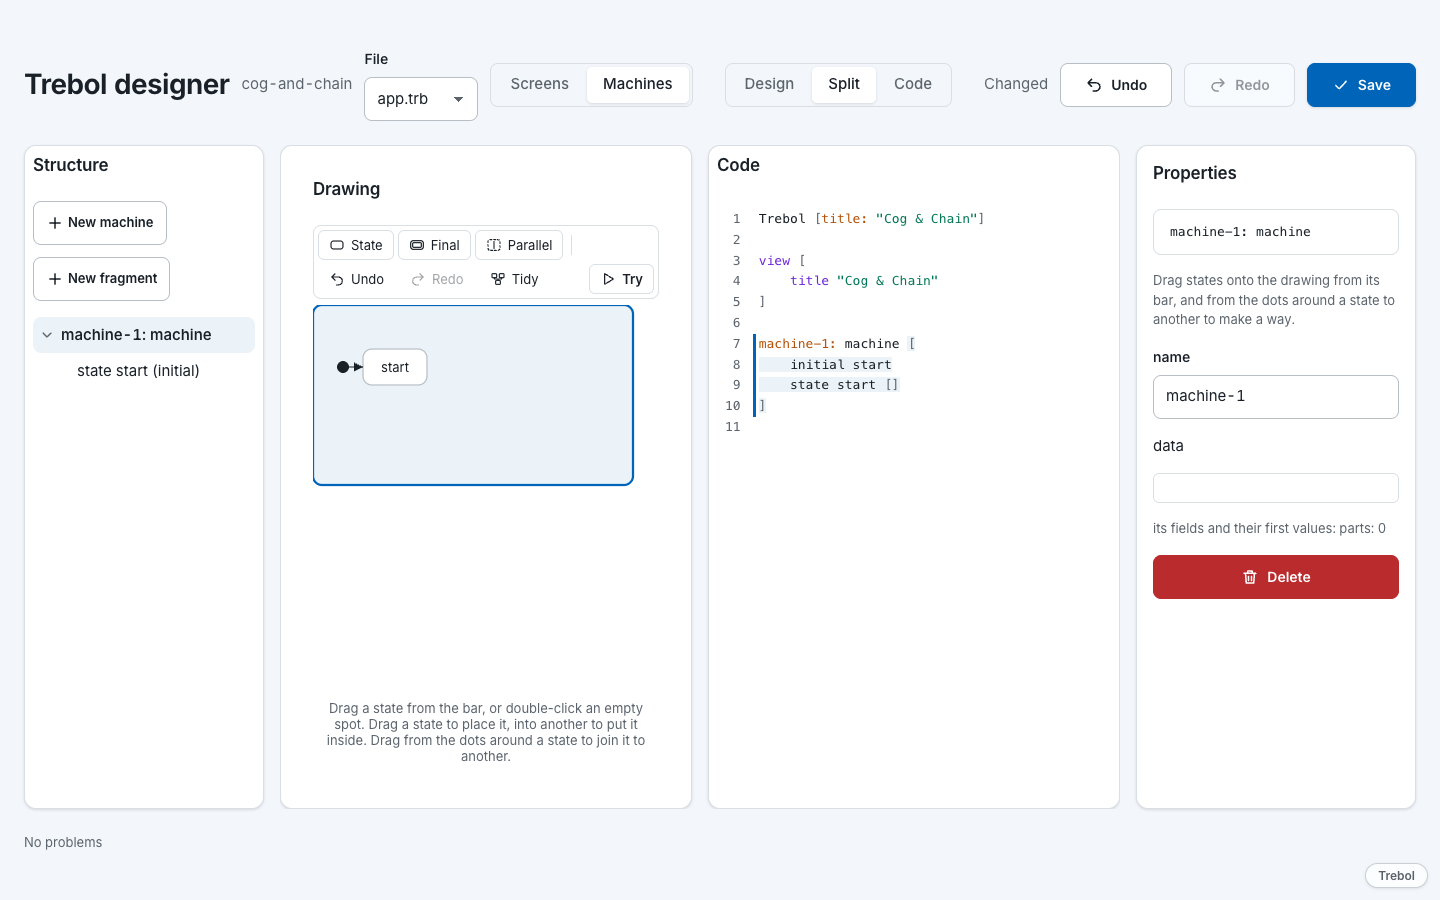 Trebol designer
cog-and-chain
File
app.trb
Screens
Machines
Design
Split
Code
Changed
Undo
Redo
Save
Structure
New machine
New fragment
machine-1: machine
state start (initial)
Drawing
State
Final
Parallel
Undo
Redo
Tidy
Try
start
Drag a state from the bar, or double-click an empty
spot. Drag a state to place it, into another to put it
inside. Drag from the dots around a state to join it to
another.
Code
1 Trebol [title: "Cog & Chain"]
2
3 view [
4     title "Cog & Chain"
5 ]
6
7 machine-1: machine [
8     initial start
9     state start []
10 ]
11
Properties
machine-1: machine
Drag states onto the drawing from its
bar, and from the dots around a state to
another to make a way.
name
machine-1
data
its fields and their first values: parts: 0
Delete
No problems
Trebol